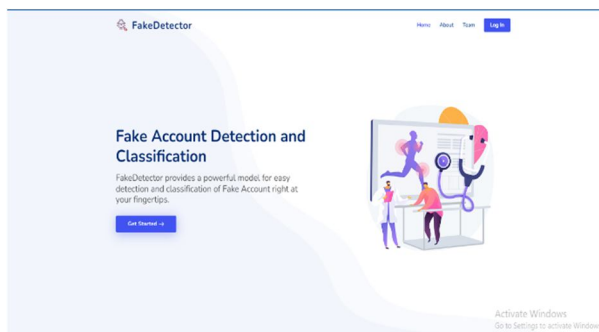 FakeDetector
Home About Team Log In
Fake Account Detection and
Classification
FakeDetector provides a powerful model for easy
detection and classification of Fake Account right at
your fingertips.
Get Started →
Activate Windows
Go to Settings to activate Window